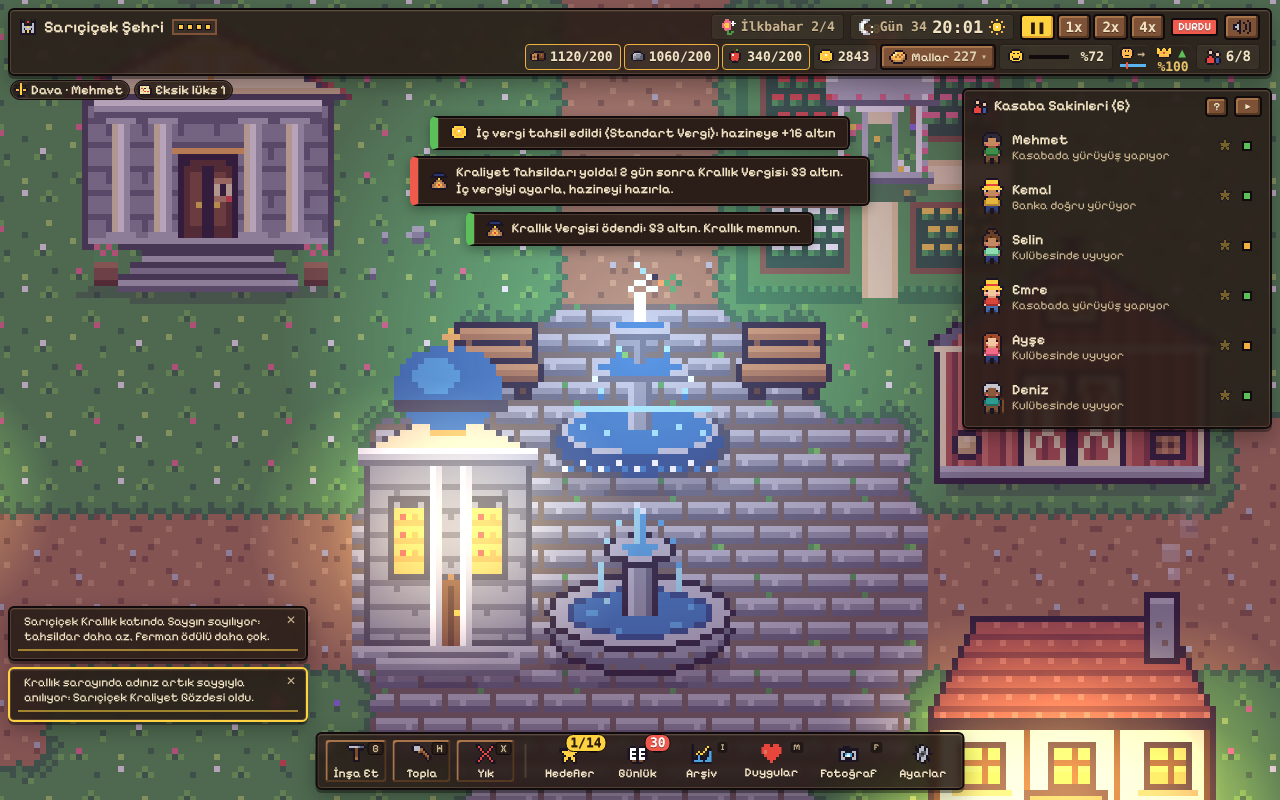 Sarıçiçek Şehri
İlkbahar 2/4
Gün 34 20:01
1x
2x
4x
DURDU
1120/200
1060/200
340/200
2843
Mallar 227
%72
%100
6/8
Dava · Mehmet
Eksik lüks 1
İç vergi tahsil edildi (Standart Vergi): hazineye +16 altın
Kraliyet Tahsildarı yolda! 2 gün sonra Krallık Vergisi: 93 altın.
İç vergiyi ayarla, hazineyi hazırla.
Krallık Vergisi ödendi: 93 altın. Krallık memnun.
Kasaba Sakinleri (6)
?
Mehmet
Kasabada yürüyüş yapıyor
Kemal
Banka doğru yürüyor
Selin
Kulübesinde uyuyor
Emre
Kasabada yürüyüş yapıyor
Ayşe
Kulübesinde uyuyor
Deniz
Kulübesinde uyuyor
Sarıçiçek Krallık katında Saygın sayılıyor:
tahsildar daha az, Ferman ödülü daha çok.
Krallık sarayında adınız artık saygıyla
anılıyor: Sarıçiçek Kraliyet Gözdesi oldu.
İnşa Et
G
Topla
H
Yık
X
Hedefler
1/14
Günlük
30
Arşiv
I
Duygular
M
Fotoğraf
F
Ayarlar